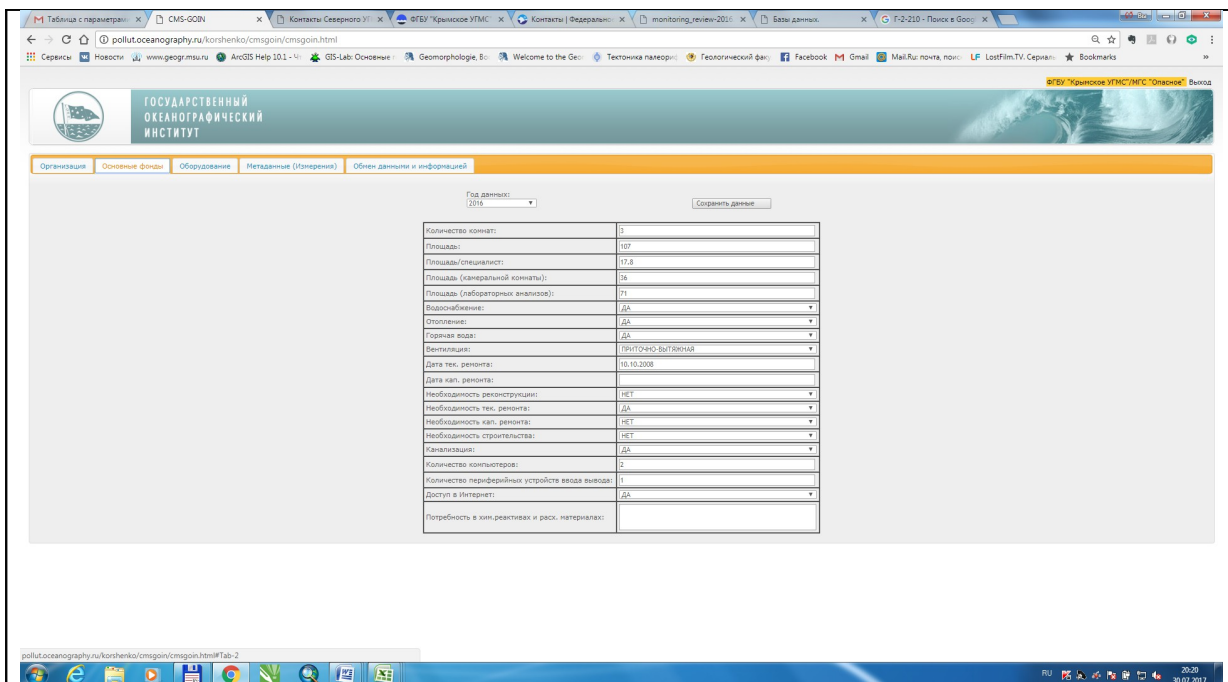 Таблица с параметрам
CMS-GOIN
Контакты Северного УГ
ФГБУ "Крымское УГМС"
Контакты | Федерально
monitoring_review-2016
Базы данных.
Г-2-210 - Поиск в Goog
pollut.oceanography.ru/korshenko/cmsgoin/cmsgoin.html
Сервисы
Новости
www.geogr.msu.ru
ArcGIS Help 10.1 - Ч
GIS-Lab: Основные
Geomorphologie, Bo
Welcome to the Geo
Тектоника палеори
Геологический фак
Facebook
Gmail
Mail.Ru: почта, поис
LostFilm.TV. Сериал
Bookmarks
ФГБУ "Крымское УГМС"/МГС "Опасное" Выход
ГОСУДАРСТВЕННЫЙ
ОКЕАНОГРАФИЧЕСКИЙ
ИНСТИТУТ
Организация
Основные фонды
Оборудование
Метаданные (Измерения)
Обмен данными и информацией
Год данных:
2016
Сохранить данные
Количество комнат: 3
Площадь: 107
Площадь/специалист: 17.8
Площадь (камеральной комнаты): 36
Площадь (лабораторных анализов): 71
Водоснабжение: ДА
Отопление: ДА
Горячая вода: ДА
Вентиляция: ПРИТОЧНО-ВЫТЯЖНАЯ
Дата тек. ремонта: 10.10.2008
Дата кап. ремонта:
Необходимость реконструкции: НЕТ
Необходимость тек. ремонта: ДА
Необходимость кап. ремонта: НЕТ
Необходимость строительства: НЕТ
Канализация: ДА
Количество компьютеров: 2
Количество периферийных устройств ввода вывода: 1
Доступ в Интернет: ДА
Потребность в хим.реактивах и расх. материалах:
pollut.oceanography.ru/korshenko/cmsgoin/cmsgoin.html#Tab-2
RU
20:20
30.07.2017